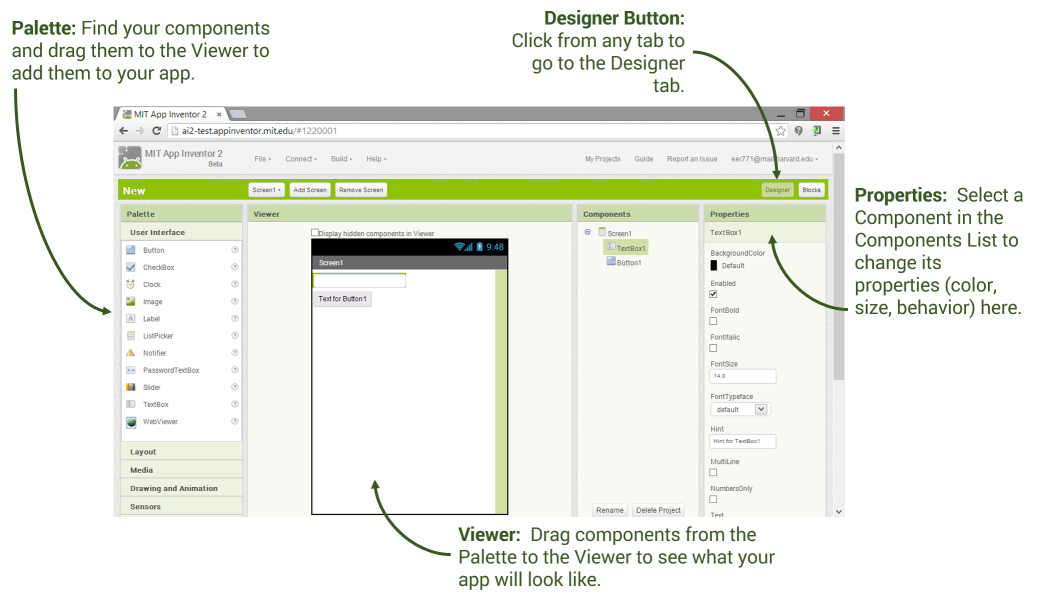 Palette: Find your components
and drag them to the Viewer to
add them to your app.
Designer Button:
Click from any tab to
go to the Designer
tab.
MIT App Inventor 2
ai2-test.appinventor.mit.edu/#1220001
MIT App Inventor 2
Beta
File
Connect
Build
Help
My Projects
Guide
Report an Issue
New
Screen1
Add Screen
Remove Screen
Designer
Blocks
Palette
User Interface
Button
CheckBox
Clock
Image
Label
ListPicker
Notifier
PasswordTextBox
Slider
TextBox
WebViewer
Layout
Media
Drawing and Animation
Sensors
Viewer
Display hidden components in Viewer
9:48
Screen1
Text for Button1
Components
Screen1
TextBox1
Button1
Rename
Delete Project
Properties
TextBox1
BackgroundColor
Default
Enabled
FontBold
FontItalic
FontSize
14.0
FontTypeface
default
Hint
Hint for TextBox1
MultiLine
NumbersOnly
Text
Properties: Select a
Component in the
Components List to
change its
properties (color,
size, behavior) here.
Viewer: Drag components from the
Palette to the Viewer to see what your
app will look like.